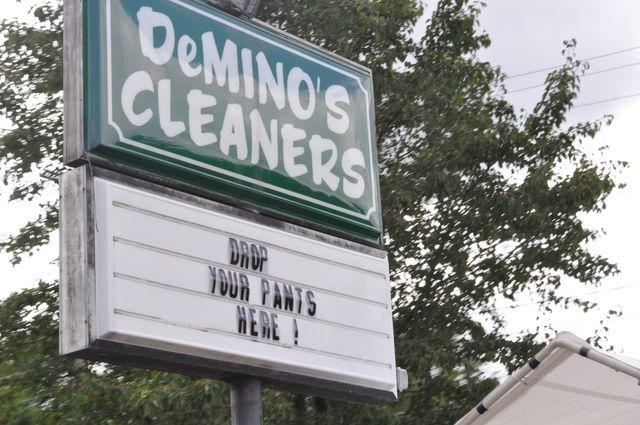 DeMINO'S
CLEANERS
DROP
YOUR PANTS
HERE !